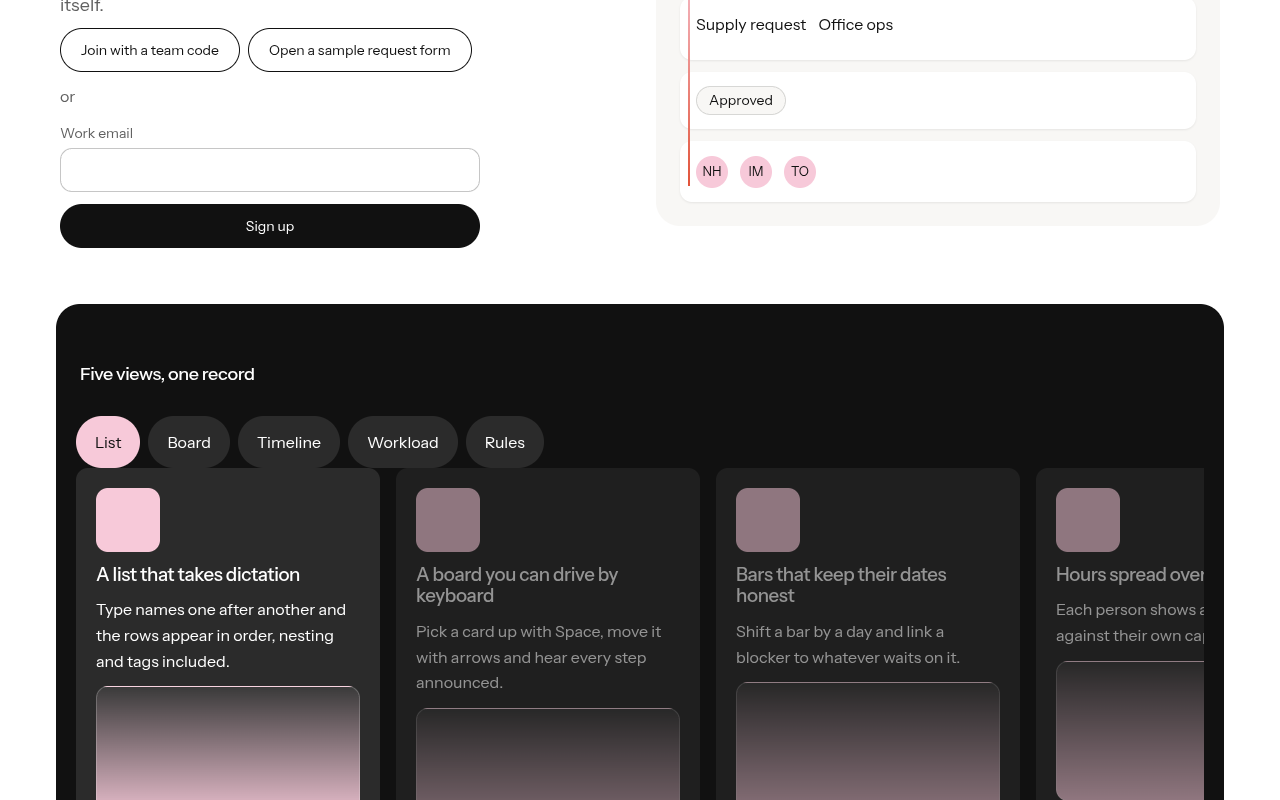 itself.
Join with a team code
Open a sample request form
or
Work email
Sign up
Supply request Office ops
Approved
NH IM TO
Five views, one record
List
Board
Timeline
Workload
Rules
A list that takes dictation
Type names one after another and
the rows appear in order, nesting
and tags included.
A board you can drive by
keyboard
Pick a card up with Space, move it
with arrows and hear every step
announced.
Bars that keep their dates
honest
Shift a bar by a day and link a
blocker to whatever waits on it.
Hours spread over
Each person shows a
against their own